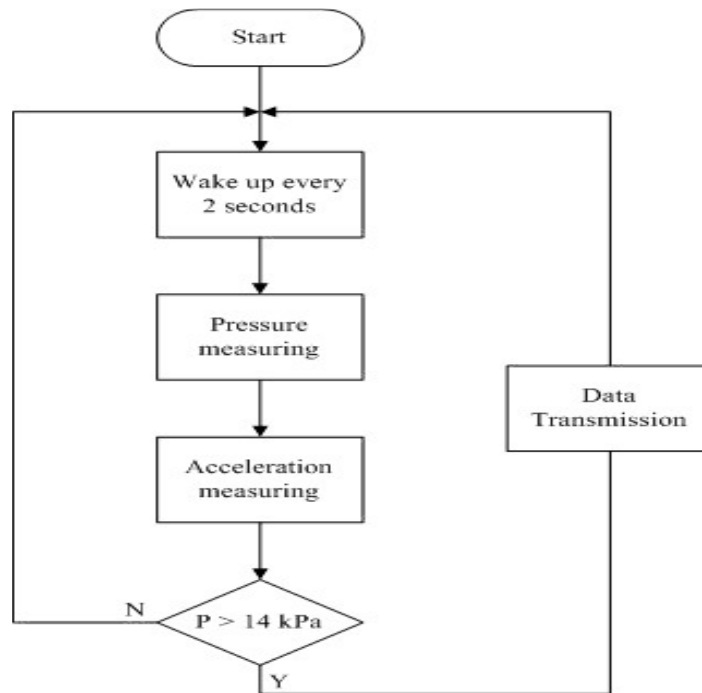 Start
Wake up every
2 seconds
Pressure
measuring
Data
Transmission
Acceleration
measuring
N
P > 14 kPa
Y